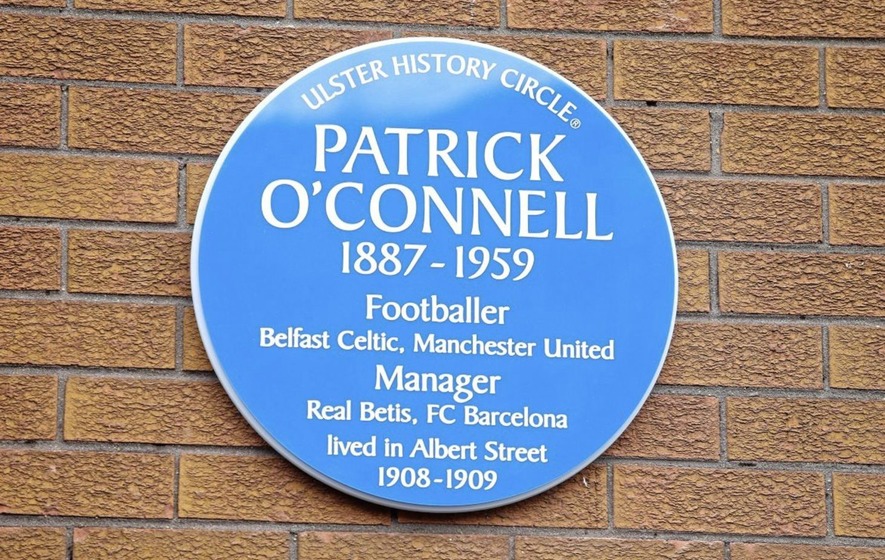 ULSTER HISTORY CIRCLE®
PATRICK
O'CONNELL
1887-1959
Footballer
Belfast Celtic, Manchester United
Manager
Real Betis, FC Barcelona
lived in Albert Street
1908-1909